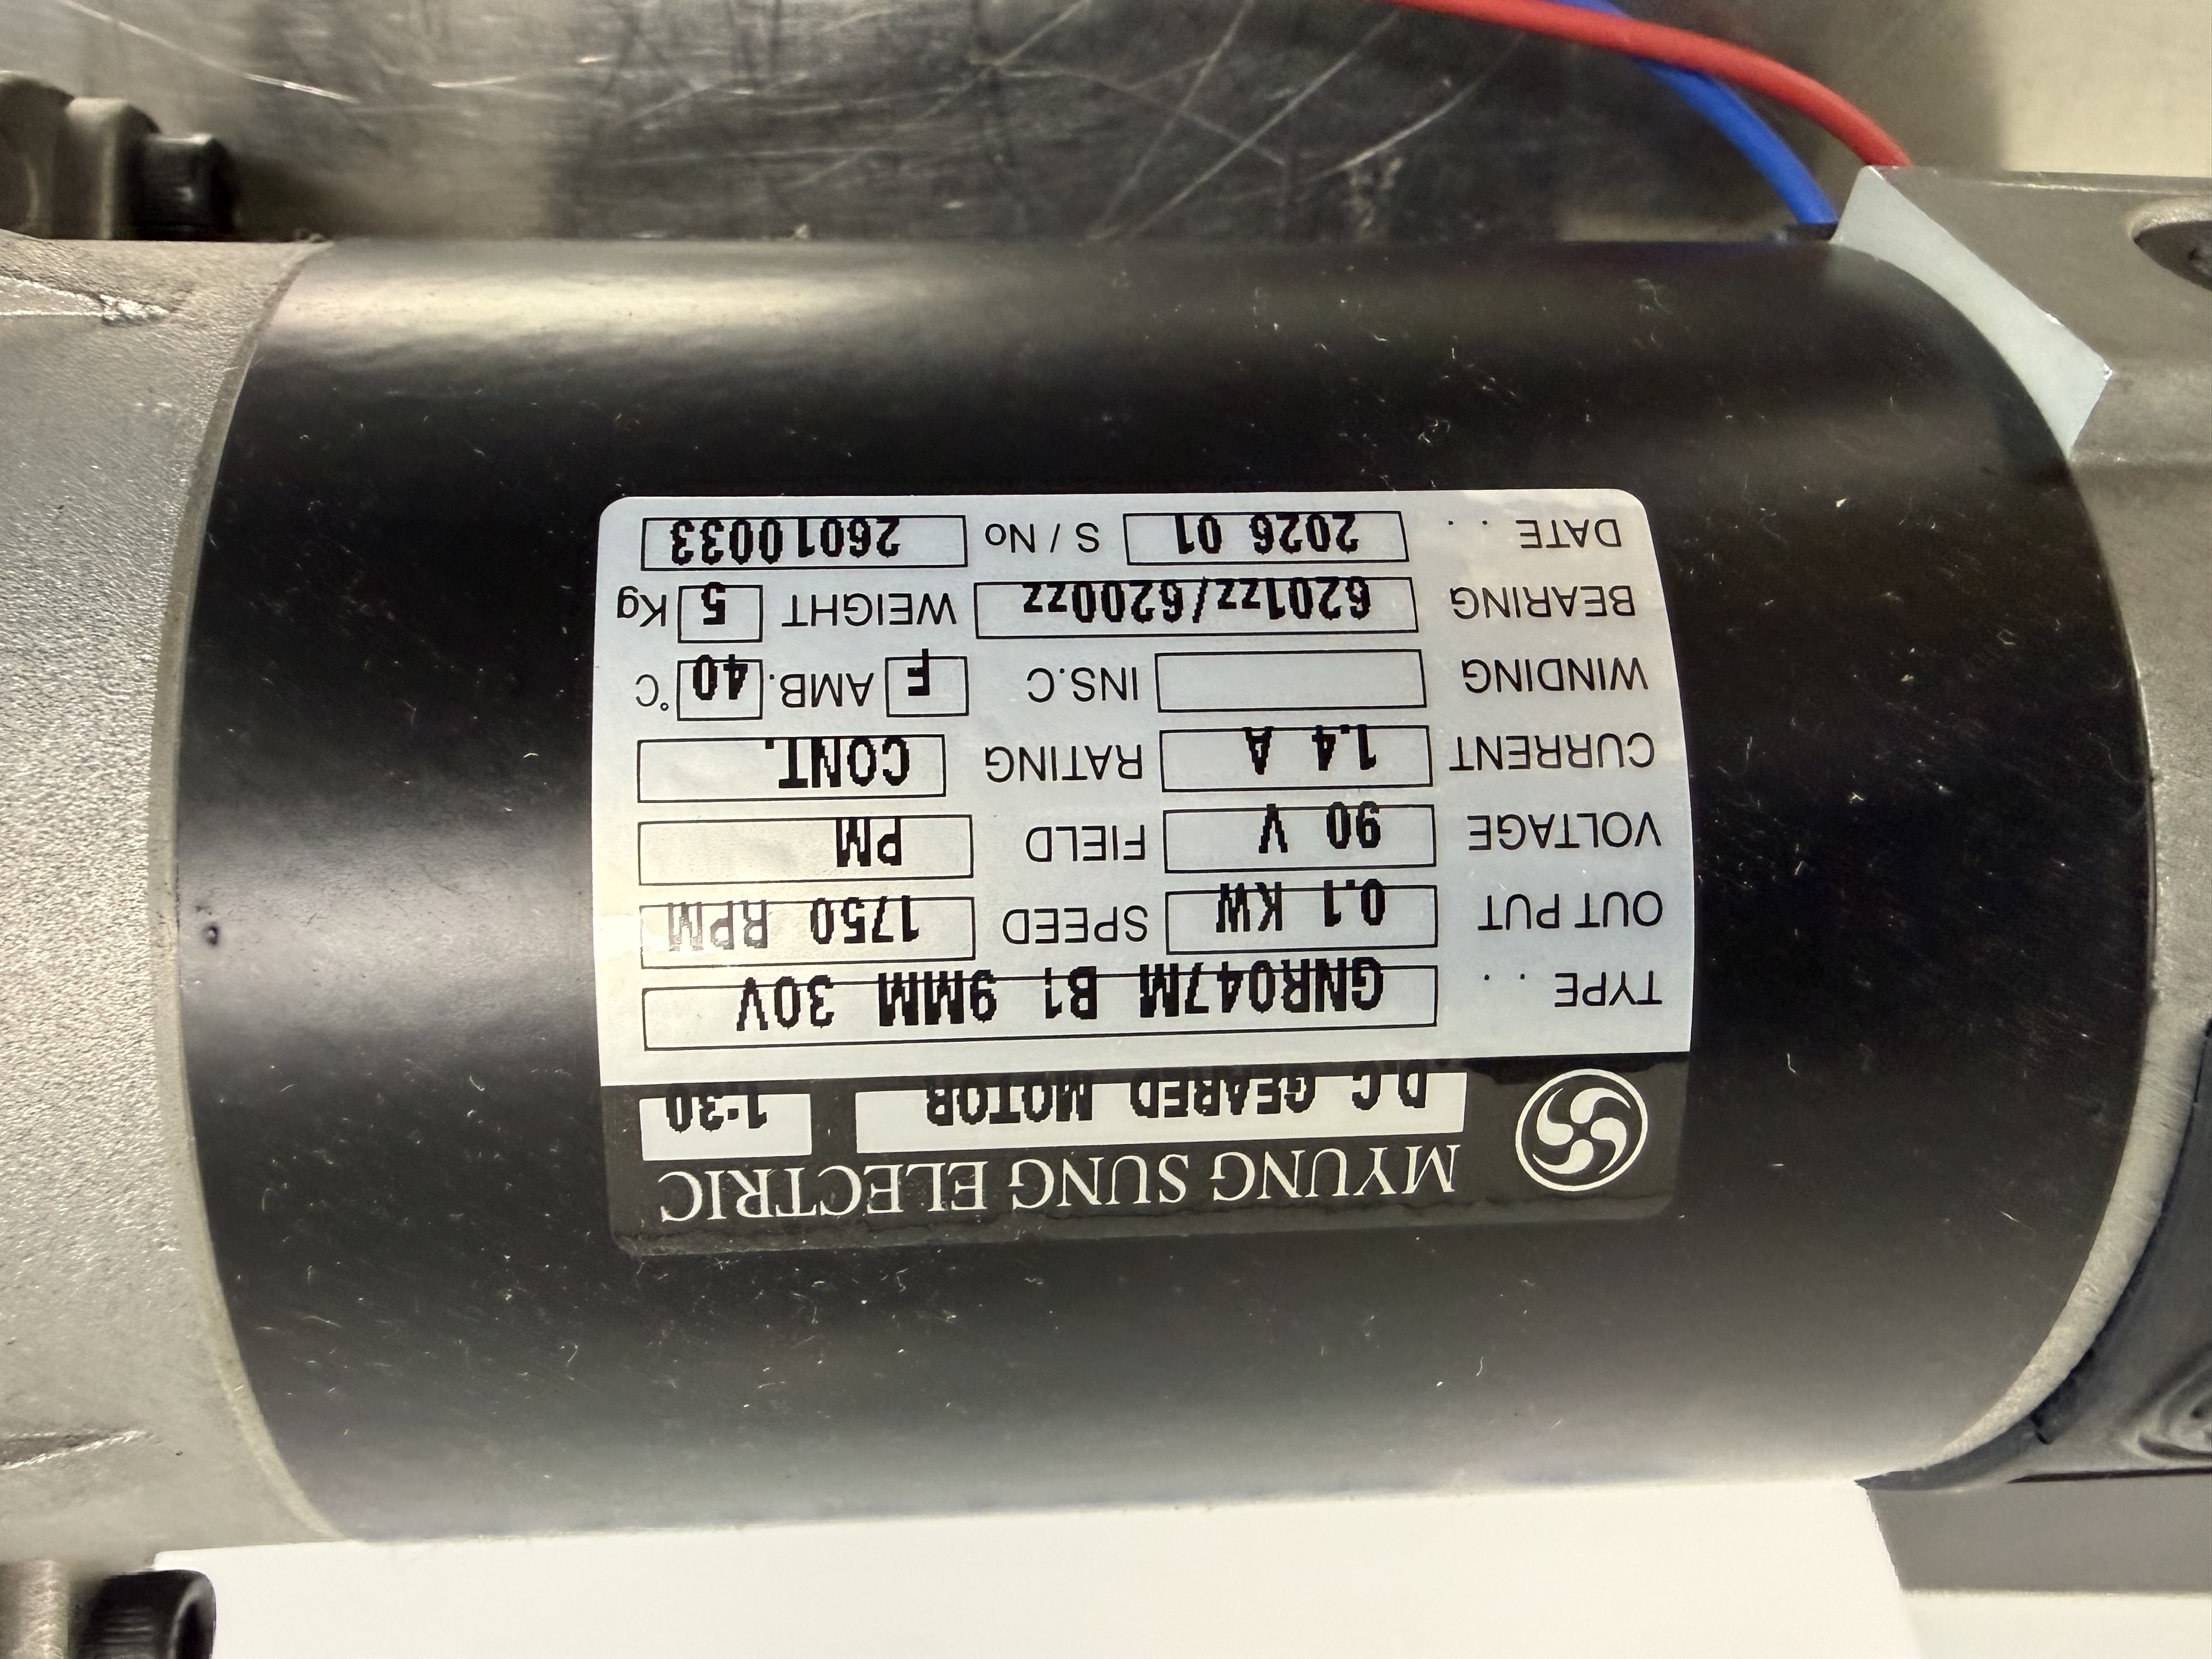 MYUNG SUNG ELECTRIC
D.C GEARED MOTOR 1:30
TYPE . . GNR047M B1 9MM 30V
OUT PUT 0.1 KW SPEED 1750 RPM
VOLTAGE 90 V FIELD PM
CURRENT 1.4 A RATING CONT.
WINDING INS.C F AMB. 40 °C
BEARING 6201zz/6200zz WEIGHT 5 Kg
DATE . . 2026 01 S / No 26010033